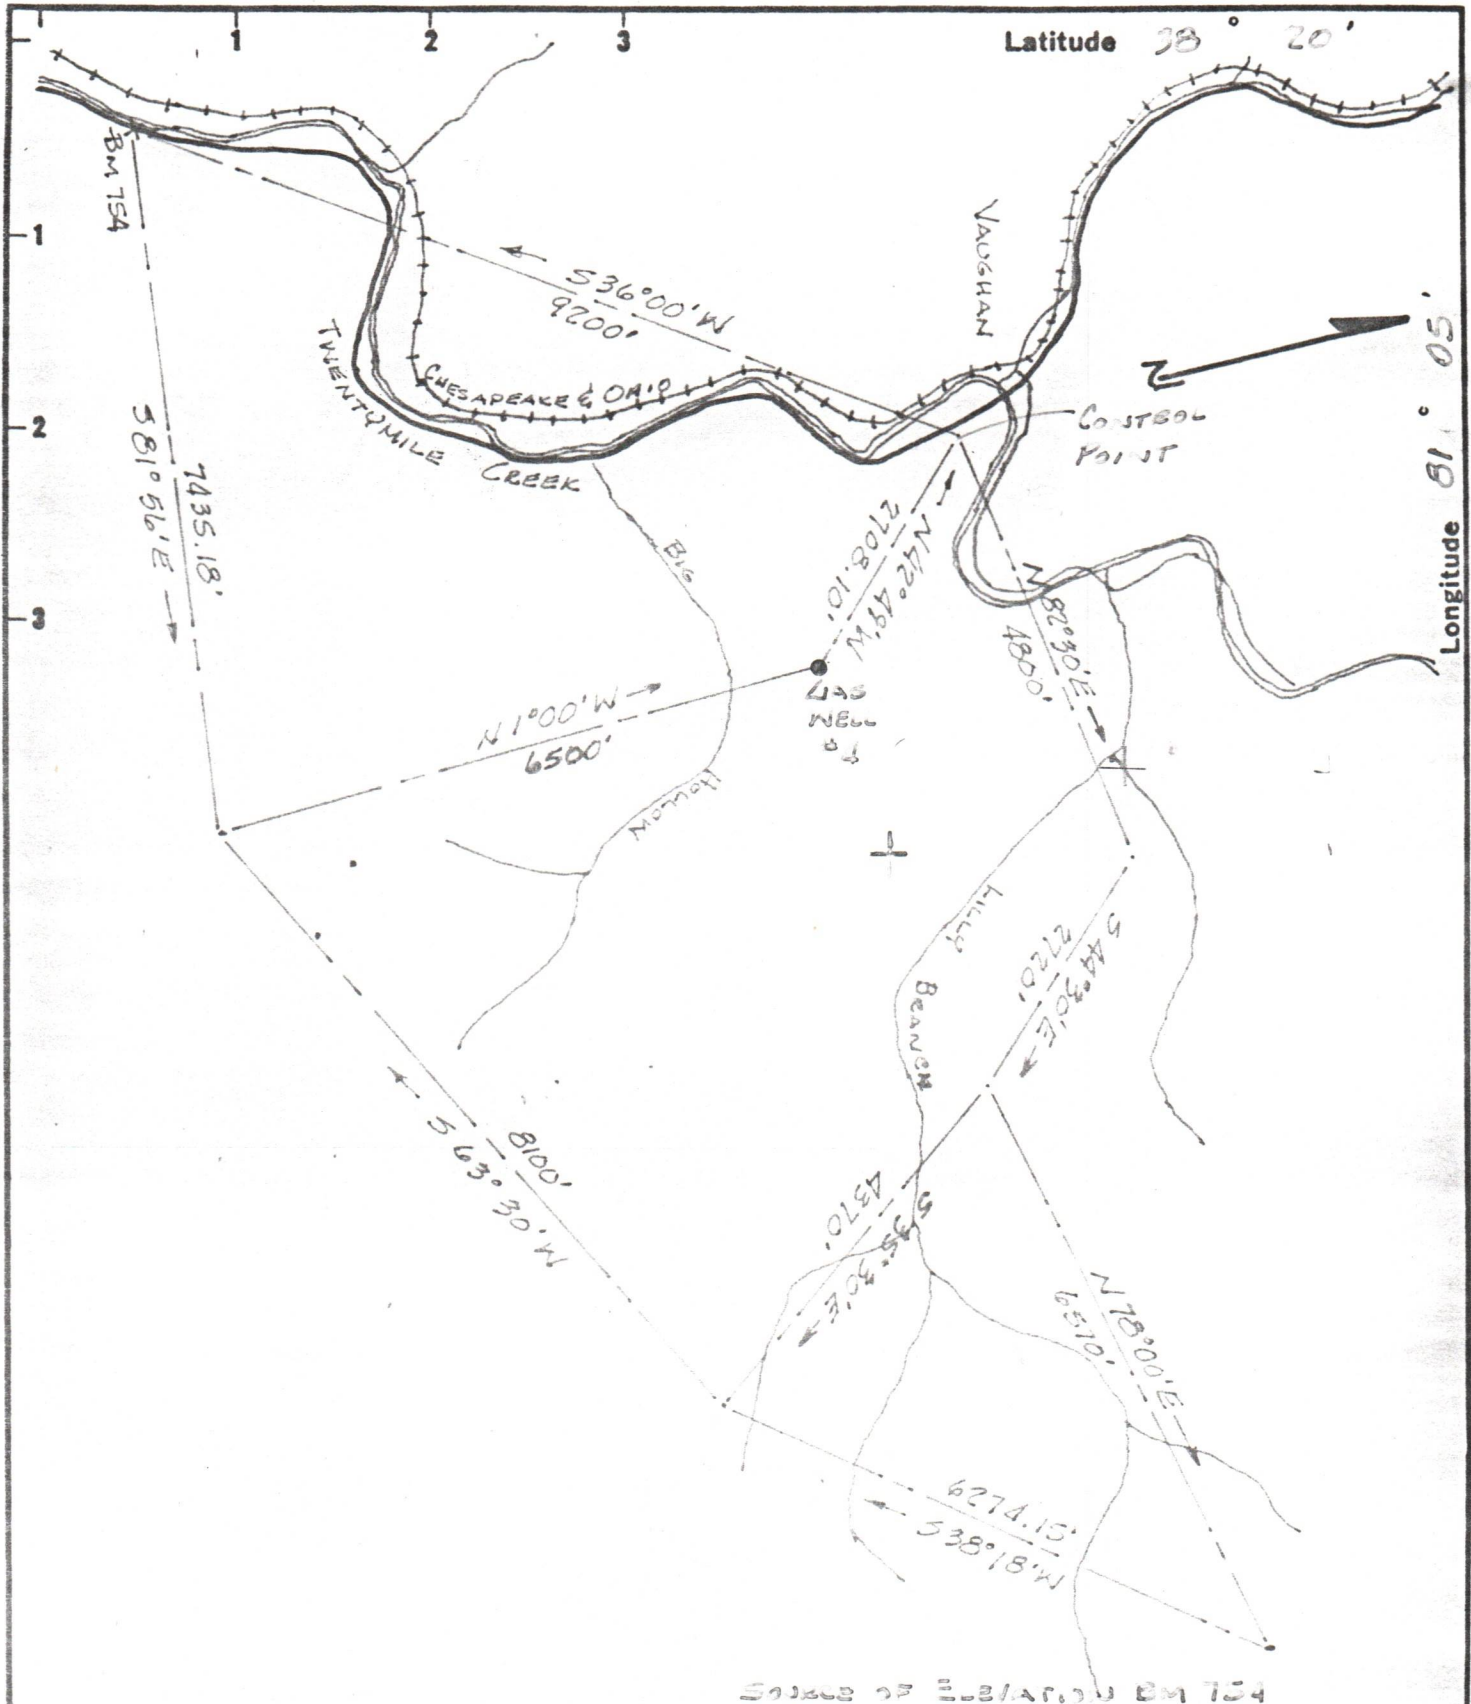 1 2 3 Latitude 38° 20'
1
2
3
Longitude 81° 05'
BM 754
S36°00'W
9200'
VAUGHAN
N
TWENTYMILE
CREEK
CHESAPEAKE & OHIO
CONTROL
POINT
7435.18'
S81°56'E
BIG
HOLLOW
N42°49'W
2708.10'
N82°30'E
4800'
N1°00'W
6500'
GAS
WELL
LILLY
BRANCH
S44°30'E
2720'
8100'
S63°30'W
S35°30'E
4370'
N78°00'E
6570'
6274.15'
S38°18'W
SOURCE OF ELEVATION BM 754